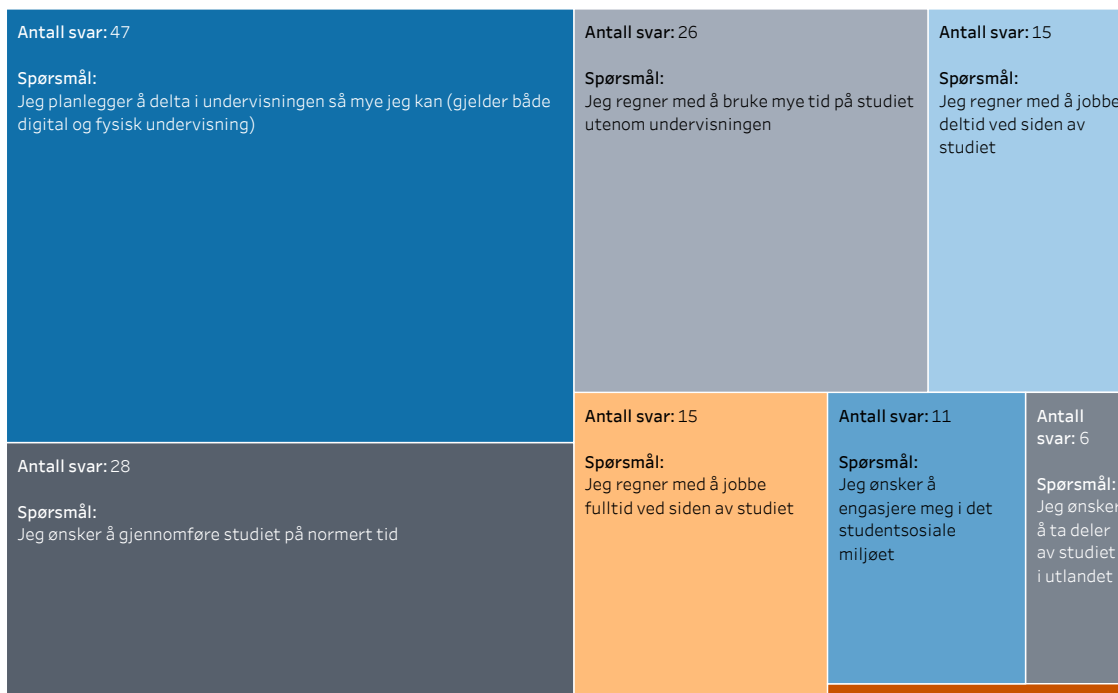 Antall svar: 47
Spørsmål:
Jeg planlegger å delta i undervisningen så mye jeg kan (gjelder både
digital og fysisk undervisning)
Antall svar: 28
Spørsmål:
Jeg ønsker å gjennomføre studiet på normert tid
Antall svar: 26
Spørsmål:
Jeg regner med å bruke mye tid på studiet
utenom undervisningen
Antall svar: 15
Spørsmål:
Jeg regner med å jobbe
deltid ved siden av
studiet
Antall svar: 15
Spørsmål:
Jeg regner med å jobbe
fulltid ved siden av studiet
Antall svar: 11
Spørsmål:
Jeg ønsker å
engasjere meg i det
studentsosiale
miljøet
Antall
svar: 6
Spørsmål:
Jeg ønsker
å ta deler
av studiet
i utlandet